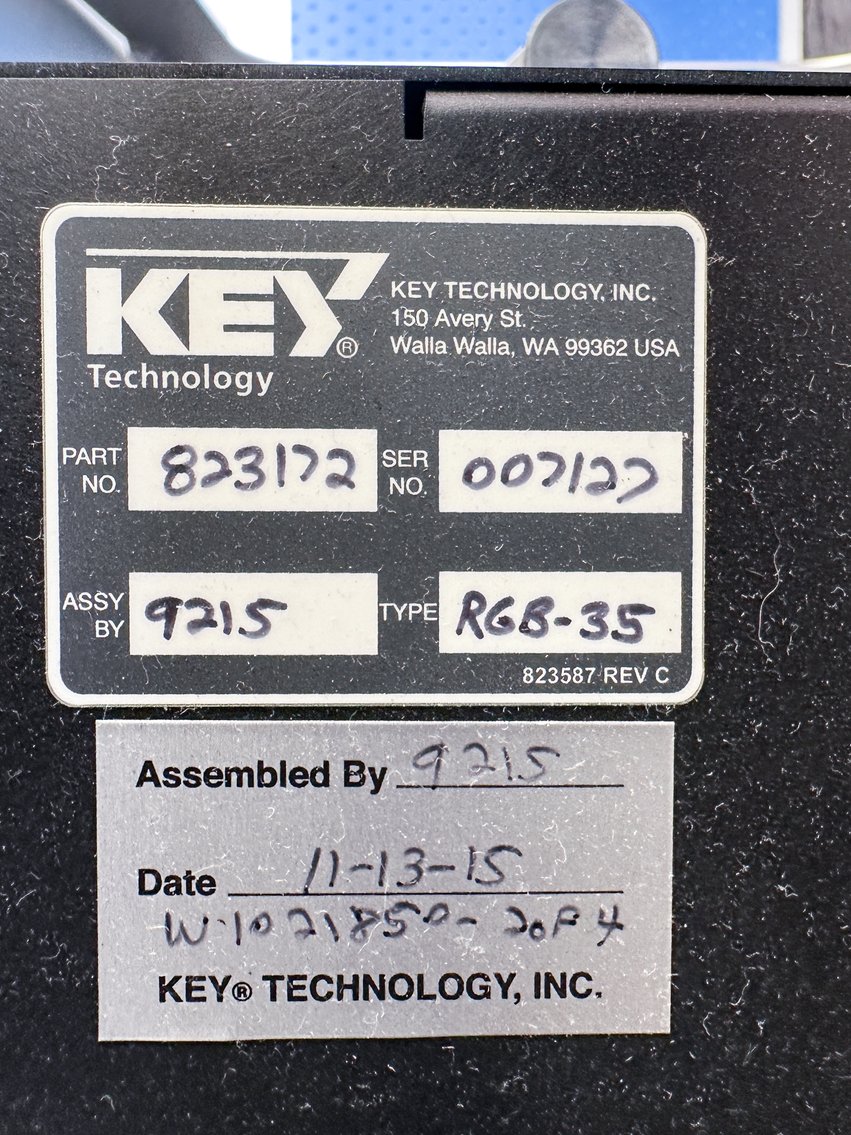 KEY®
Technology
KEY TECHNOLOGY, INC.
150 Avery St.
Walla Walla, WA 99362 USA
PART NO. 823172 SER NO. 007127
ASSY BY 9215 TYPE RGB-35
823587 REV C
Assembled By 9215
Date 11-13-15
W-1021850-2 OF 4
KEY® TECHNOLOGY, INC.